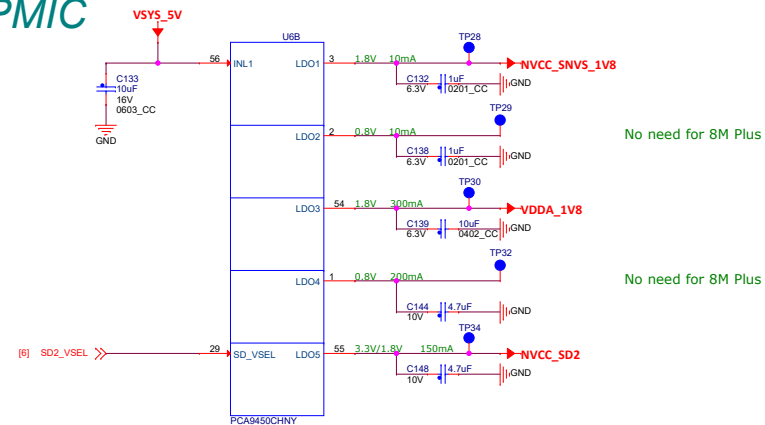 PMIC
VSYS_5V
U6B
TP28
56 INL1 LDO1 3 1.8V 10mA NVCC_SNVS_1V8
C133
10uF
16V
0603_CC
GND
C132 1uF
6.3V 0201_CC GND
TP29
LDO2 2 0.8V 10mA No need for 8M Plus
C138 1uF
6.3V 0201_CC GND
TP30
LDO3 54 1.8V 300mA VDDA_1V8
C139 10uF
6.3V 0402_CC GND
TP32
LDO4 1 0.8V 200mA No need for 8M Plus
C144 4.7uF
10V GND
TP34
[6] SD2_VSEL 29 SD_VSEL LDO5 55 3.3V/1.8V 150mA NVCC_SD2
C148 4.7uF
10V GND
PCA9450CHNY